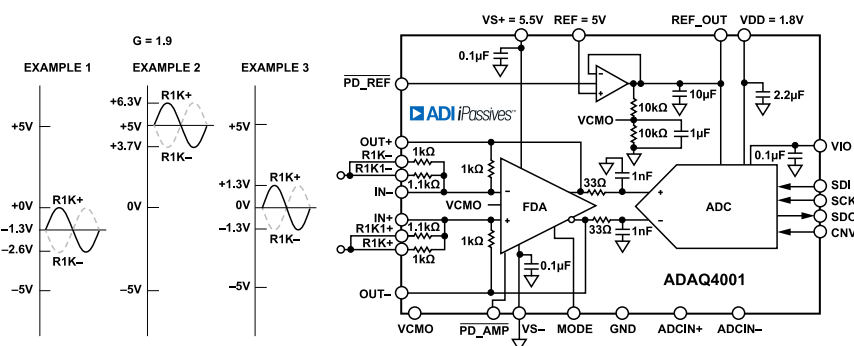 G = 1.9
EXAMPLE 1
EXAMPLE 2
EXAMPLE 3
+5V
+0V
–1.3V
–2.6V
–5V
R1K+
R1K–
+6.3V
+5V
+3.7V
0V
–5V
R1K+
R1K–
+5V
+1.3V
0V
–1.3V
–5V
R1K+
R1K–
VS+ = 5.5V
REF = 5V
REF_OUT
VDD = 1.8V
0.1µF
PD_REF
10µF
2.2µF
10kΩ
VCMO
10kΩ
1µF
ADI iPassives™
OUT+
1kΩ
R1K–
R1K1–
1kΩ
1.1kΩ
IN–
VCMO
IN+
R1K1+
1.1kΩ
R1K+
1kΩ
1kΩ
OUT–
–
+
FDA
33Ω
1nF
33Ω
1nF
0.1µF
+
–
ADC
0.1µF
VIO
SDI
SCK
SDO
CNV
ADAQ4001
VCMO
PD_AMP
VS–
MODE
GND
ADCIN+
ADCIN–